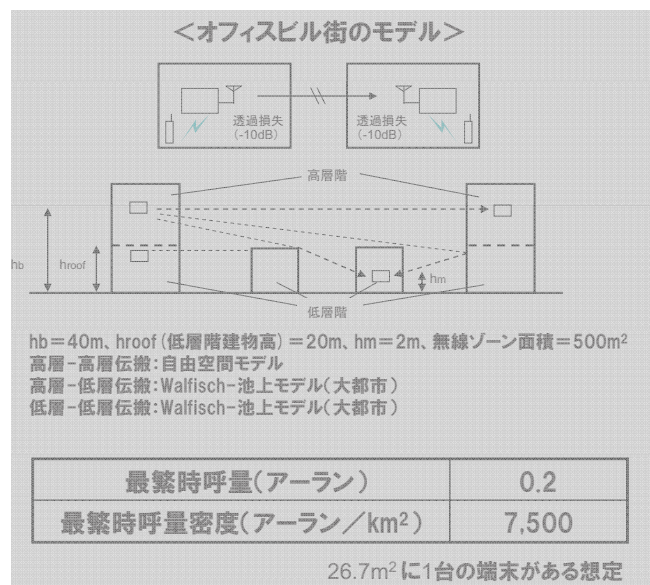 ＜オフィスビル街のモデル＞
透過損失 透過損失
(-10dB) (-10dB)
高層階
hb
hroof
hm
低層階
hb＝40m、hroof（低層階建物高）＝20m、hm＝2m、無線ゾーン面積＝500m²
高層－高層伝搬：自由空間モデル
高層－低層伝搬：Walfisch－池上モデル（大都市）
低層－低層伝搬：Walfisch－池上モデル（大都市）
最繁時呼量（アーラン） 0.2
最繁時呼量密度（アーラン／km²） 7,500
26.7m²に1台の端末がある想定